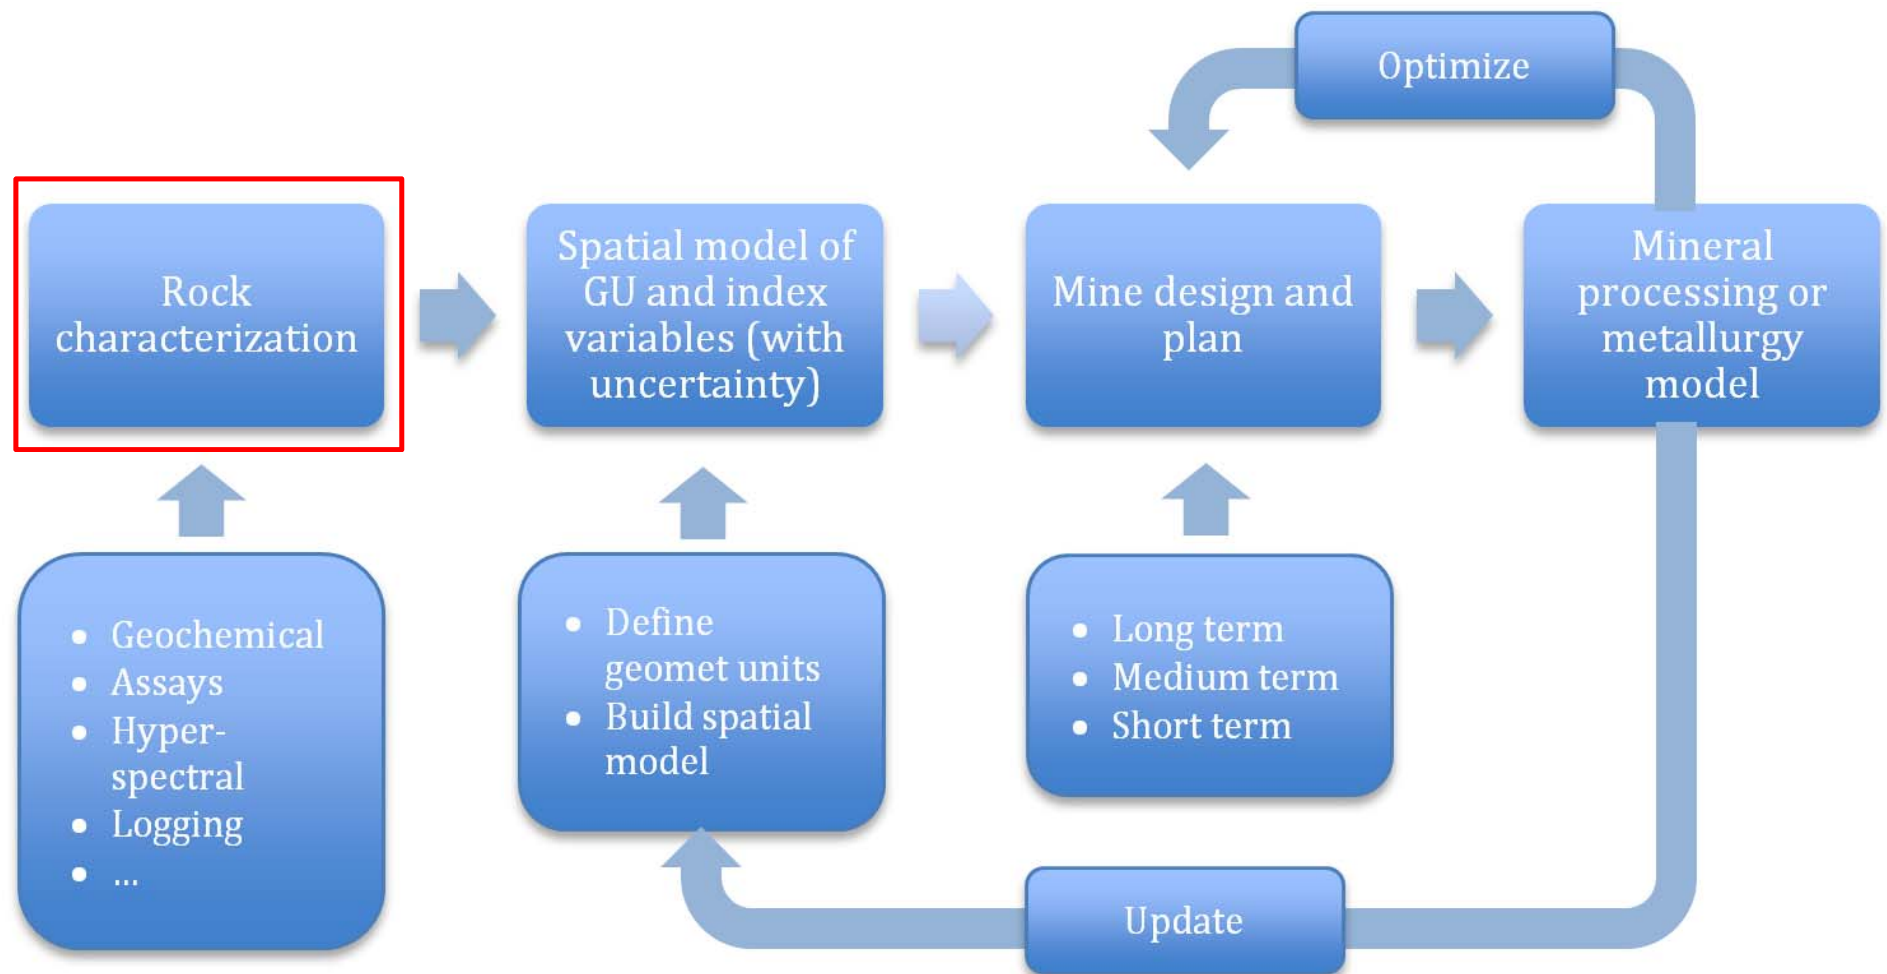 Optimize
Rock
characterization
Spatial model of
GU and index
variables (with
uncertainty)
Mine design and
plan
Mineral
processing or
metallurgy
model
• Geochemical
• Assays
• Hyper-
spectral
• Logging
• ...
• Define
geomet units
• Build spatial
model
• Long term
• Medium term
• Short term
Update